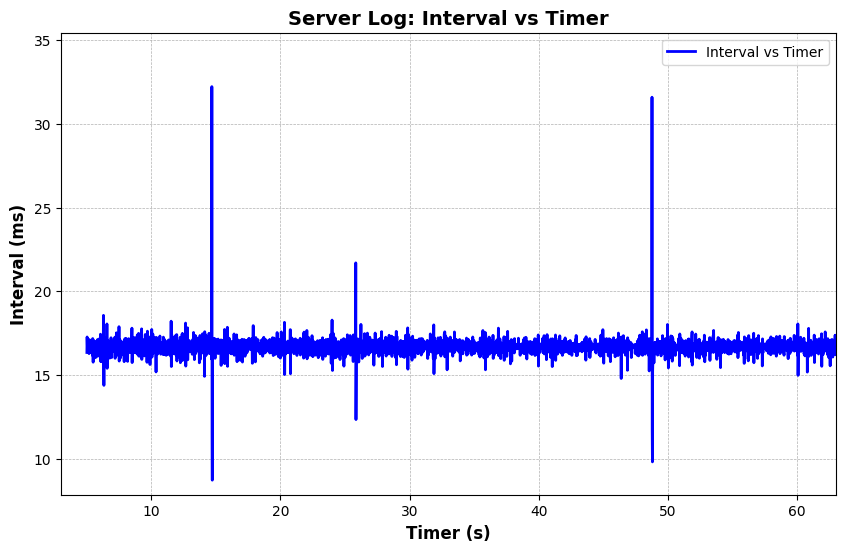 Server Log: Interval vs Timer
Interval vs Timer
35
30
25
20
15
10
Interval (ms)
10 20 30 40 50 60
Timer (s)